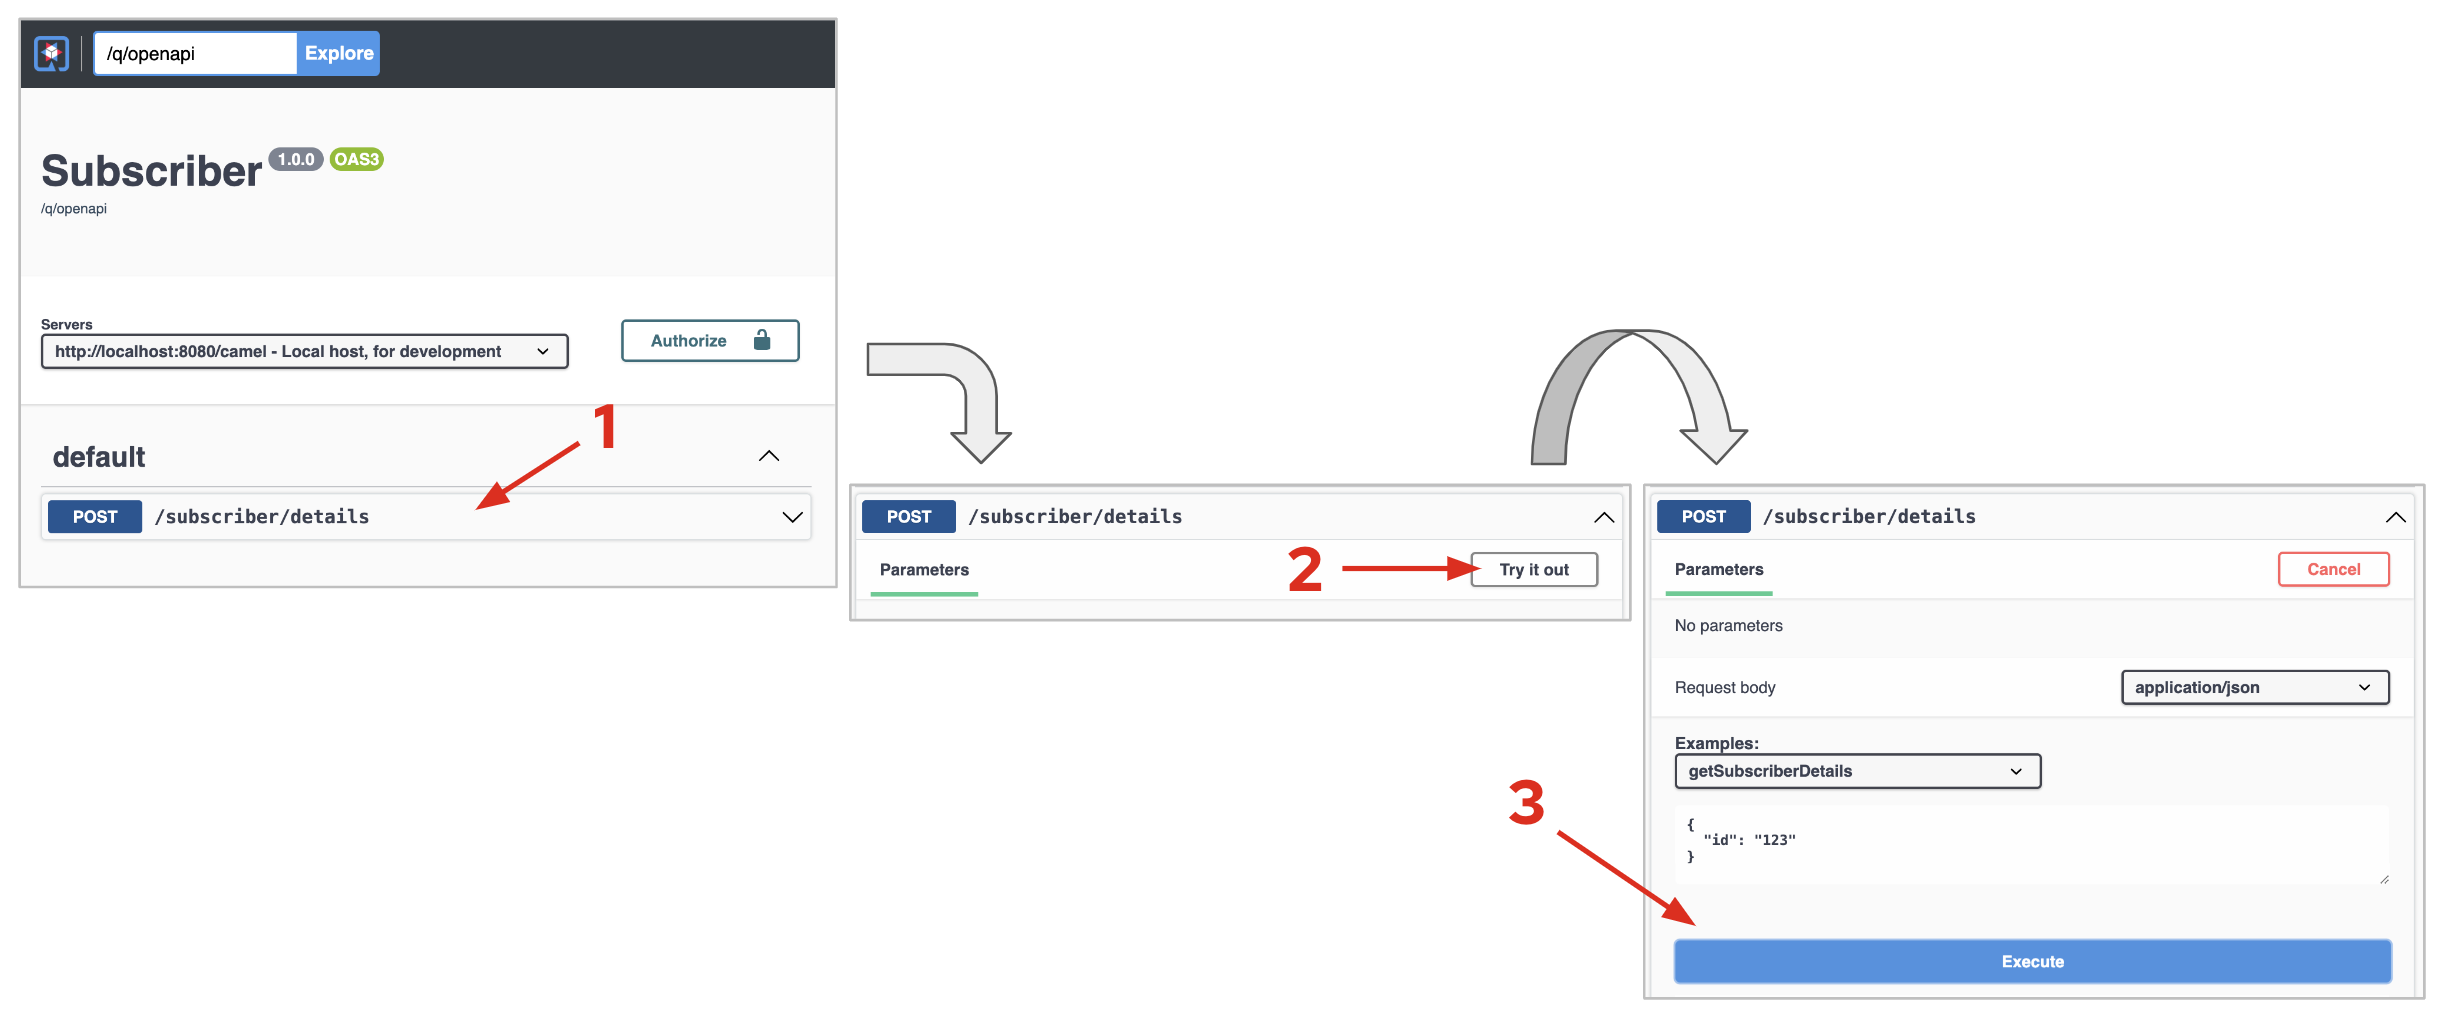 /q/openapi
Explore
Subscriber 1.0.0 OAS3
/q/openapi
Servers
http://localhost:8080/camel - Local host, for development
Authorize
1
default
POST /subscriber/details
POST /subscriber/details
2
Parameters
Try it out
POST /subscriber/details
Parameters
Cancel
No parameters
Request body
application/json
Examples:
getSubscriberDetails
3
{
"id": "123"
}
Execute